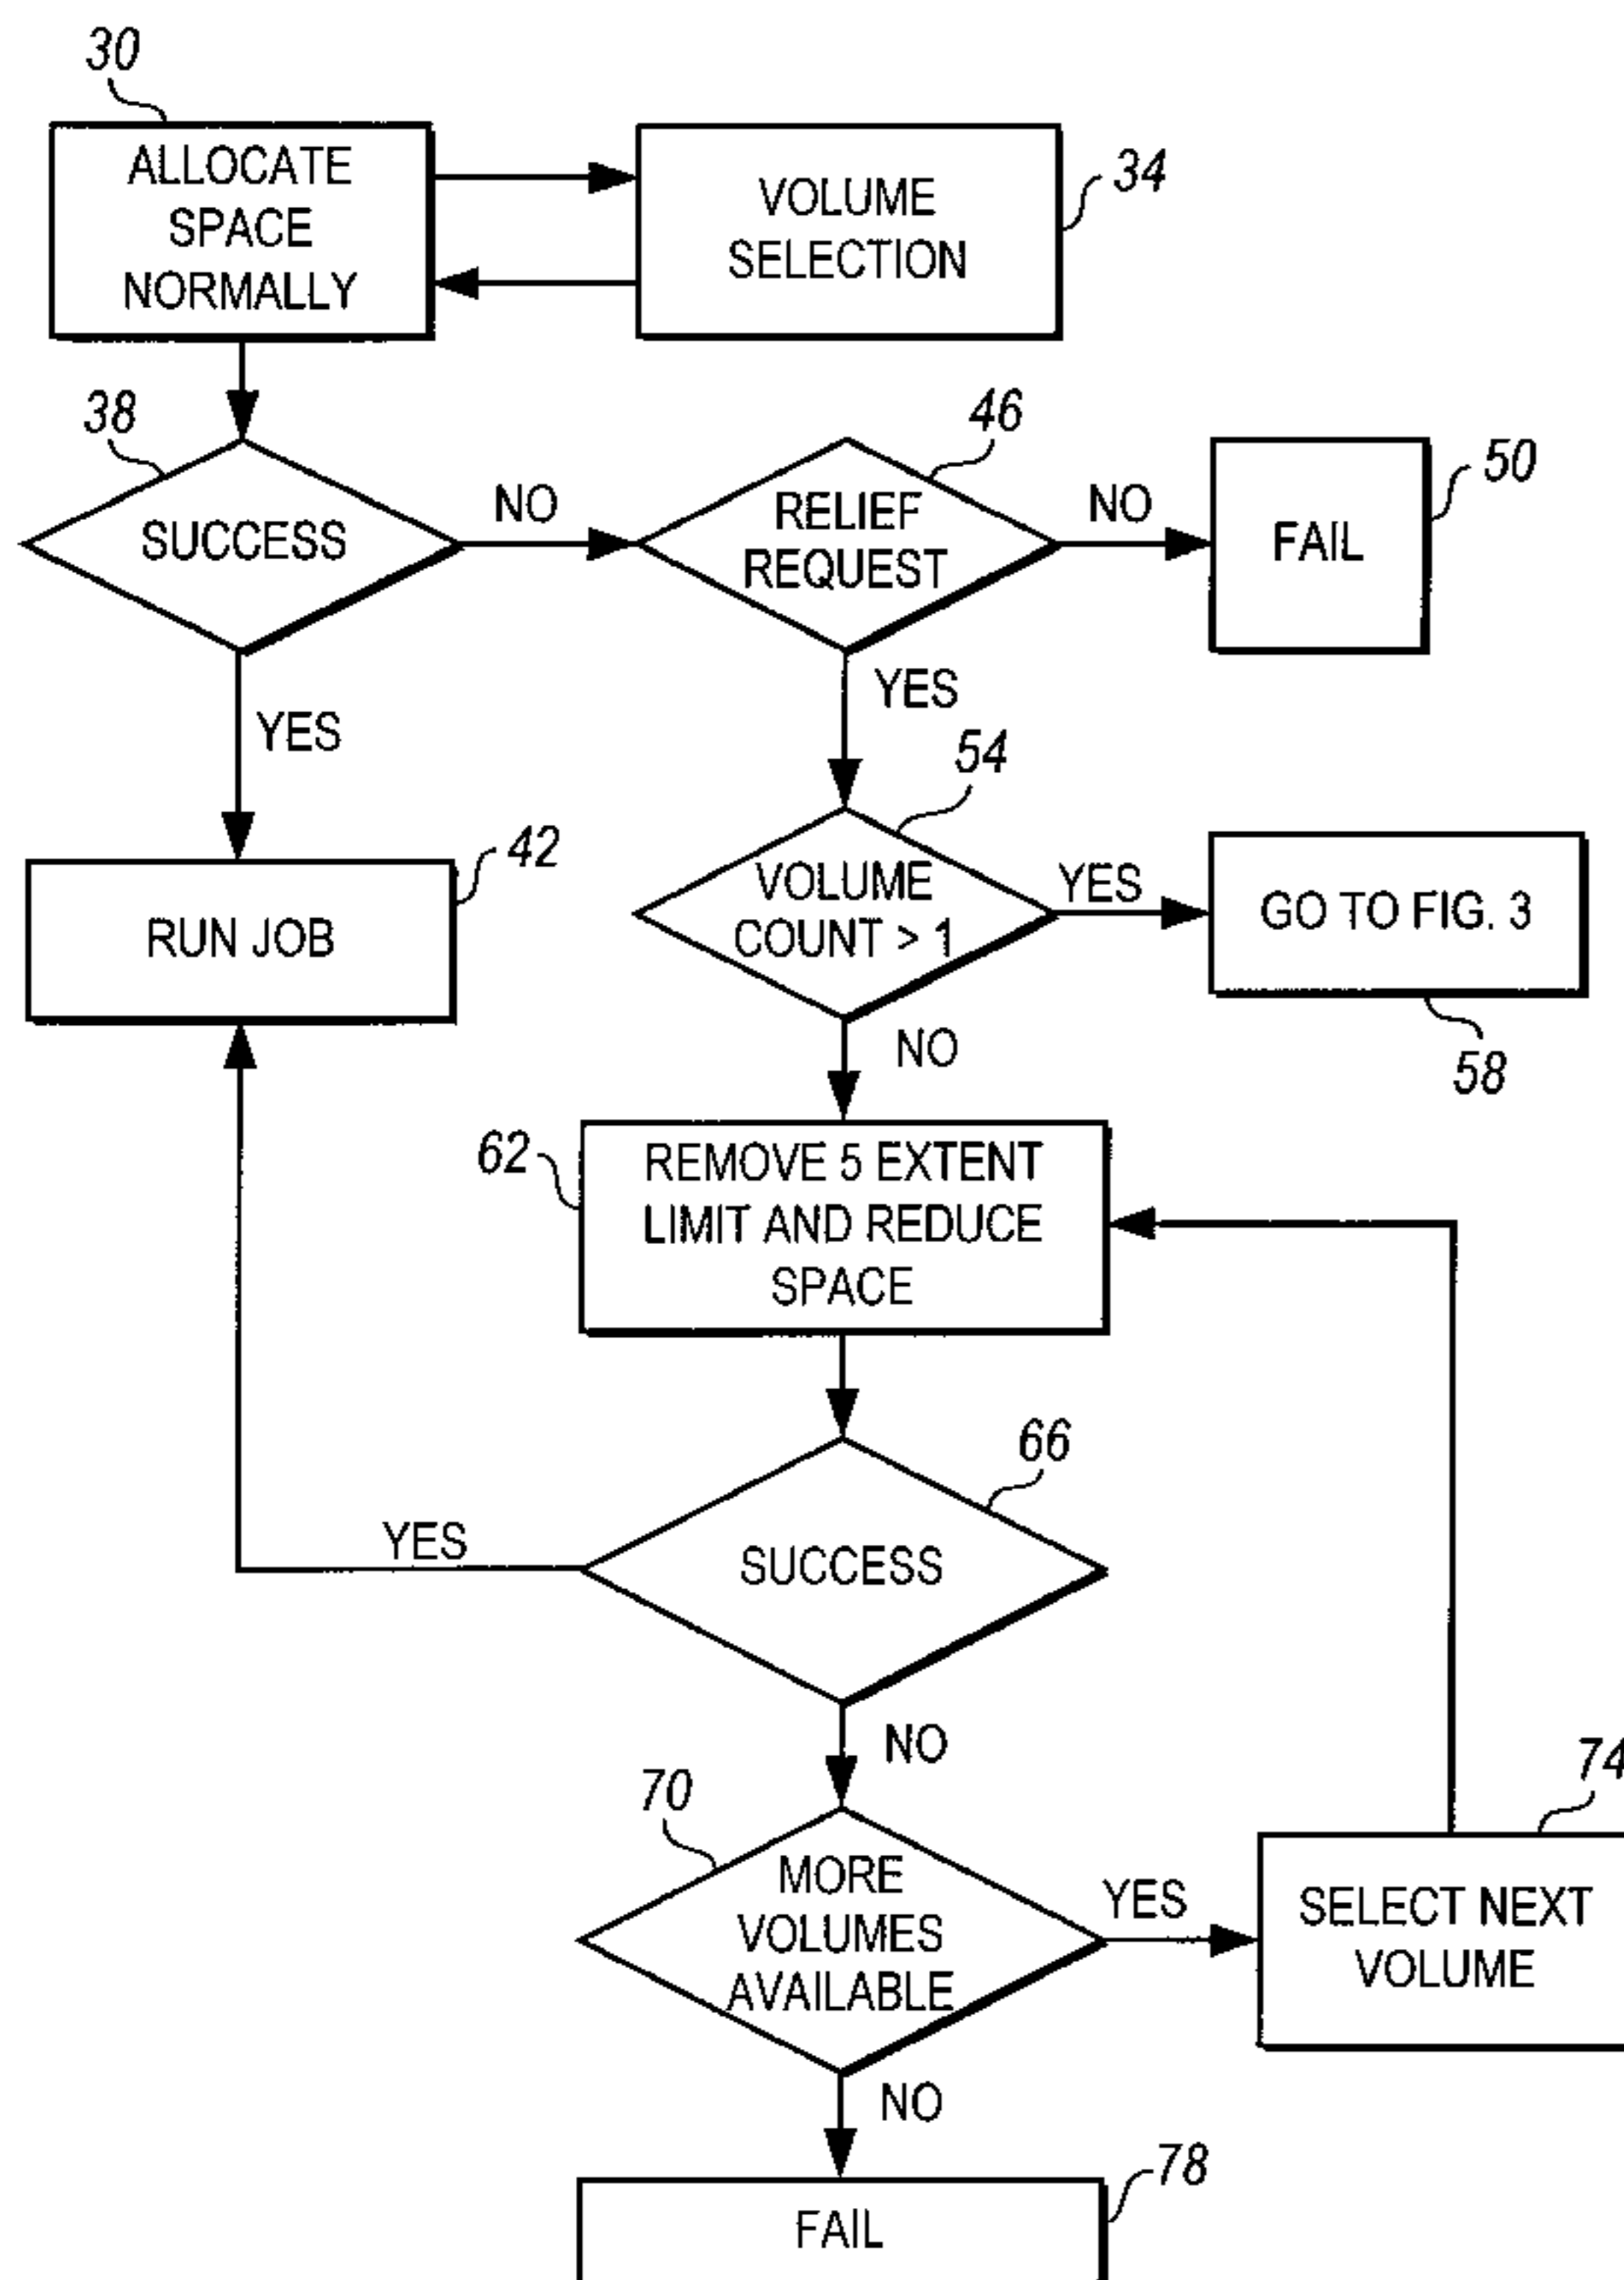 30
ALLOCATE
SPACE
NORMALLY
VOLUME
SELECTION
34
38
SUCCESS
NO
46
RELIEF
REQUEST
NO
50
FAIL
YES
YES
54
42
RUN JOB
VOLUME
COUNT > 1
YES
GO TO FIG. 3
58
NO
62
REMOVE 5 EXTENT
LIMIT AND REDUCE
SPACE
66
SUCCESS
YES
NO
70
MORE
VOLUMES
AVAILABLE
YES
74
SELECT NEXT
VOLUME
NO
78
FAIL